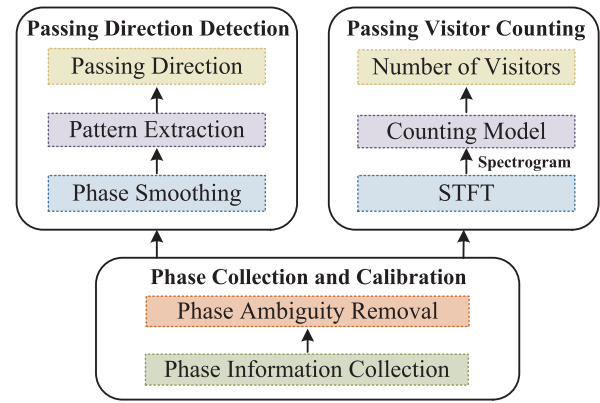 Passing Direction Detection
Passing Direction
Pattern Extraction
Phase Smoothing
Passing Visitor Counting
Number of Visitors
Counting Model
Spectrogram
STFT
Phase Collection and Calibration
Phase Ambiguity Removal
Phase Information Collection